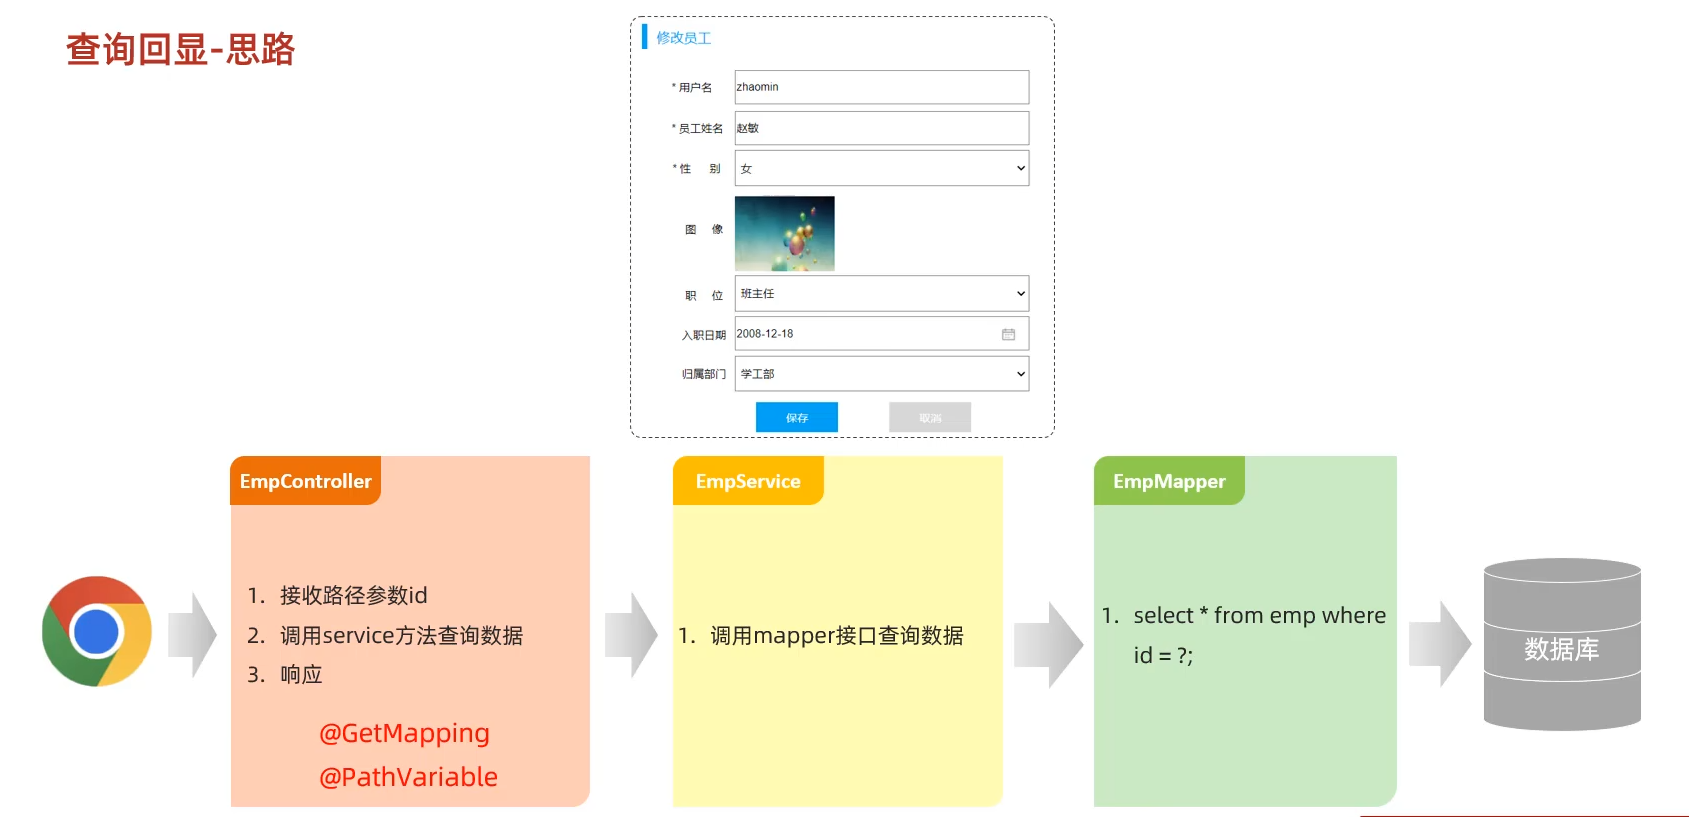 查询回显-思路
修改员工
* 用户名 zhaomin
* 员工姓名 赵敏
* 性 别 女
图 像
职 位 班主任
入职日期 2008-12-18
归属部门 学工部
保存 取消
EmpController
1. 接收路径参数id
2. 调用service方法查询数据
3. 响应
@GetMapping
@PathVariable
EmpService
1. 调用mapper接口查询数据
EmpMapper
1. select * from emp where
id = ?;
数据库